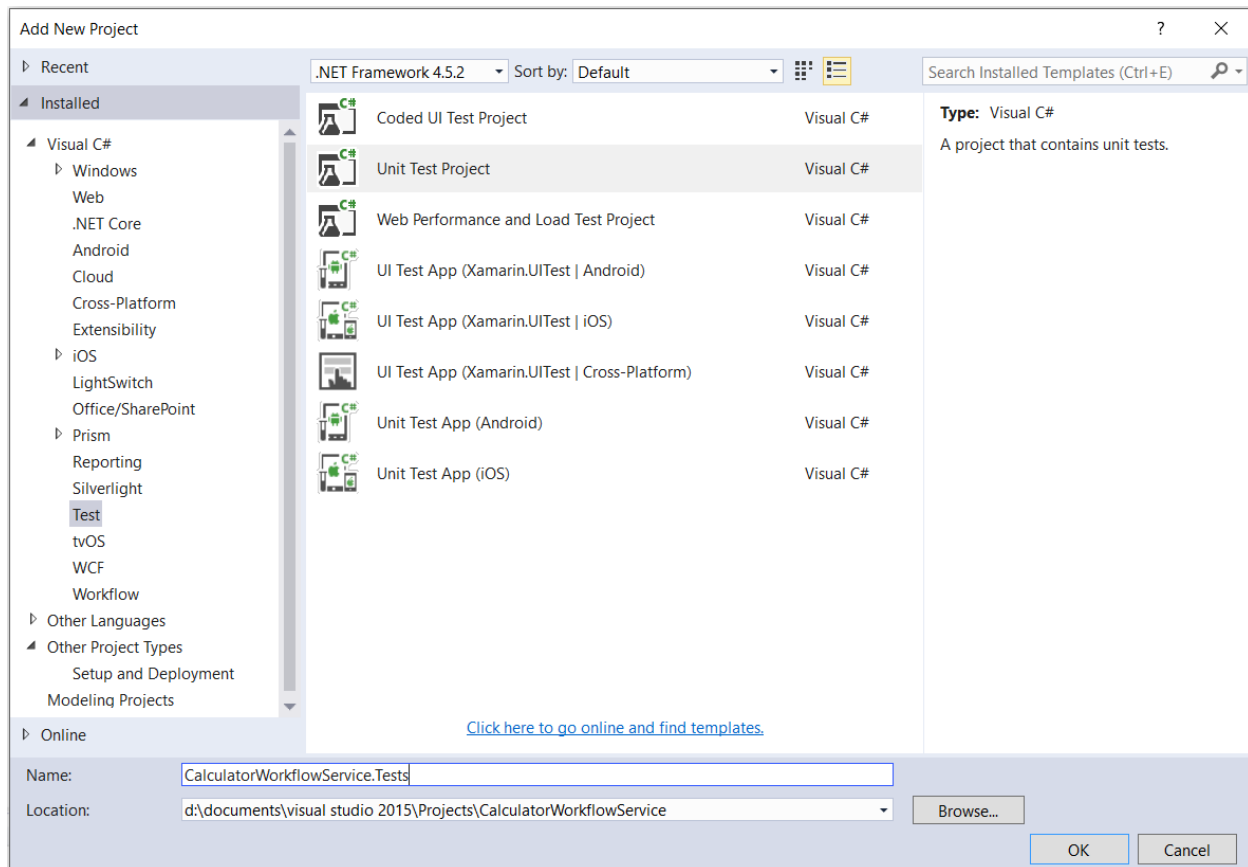 Add New Project
?
Recent
.NET Framework 4.5.2
Sort by:
Default
Search Installed Templates (Ctrl+E)
Installed
Visual C#
Windows
Web
.NET Core
Android
Cloud
Cross-Platform
Extensibility
iOS
LightSwitch
Office/SharePoint
Prism
Reporting
Silverlight
Test
tvOS
WCF
Workflow
Other Languages
Other Project Types
Setup and Deployment
Modeling Projects
Online
C# Coded UI Test Project Visual C#
C# Unit Test Project Visual C#
C# Web Performance and Load Test Project Visual C#
C# UI Test App (Xamarin.UITest | Android) Visual C#
C# UI Test App (Xamarin.UITest | iOS) Visual C#
UI Test App (Xamarin.UITest | Cross-Platform) Visual C#
C# Unit Test App (Android) Visual C#
C# Unit Test App (iOS) Visual C#
Click here to go online and find templates.
Type: Visual C#
A project that contains unit tests.
Name: CalculatorWorkflowService.Tests
Location: d:\documents\visual studio 2015\Projects\CalculatorWorkflowService
Browse...
OK
Cancel